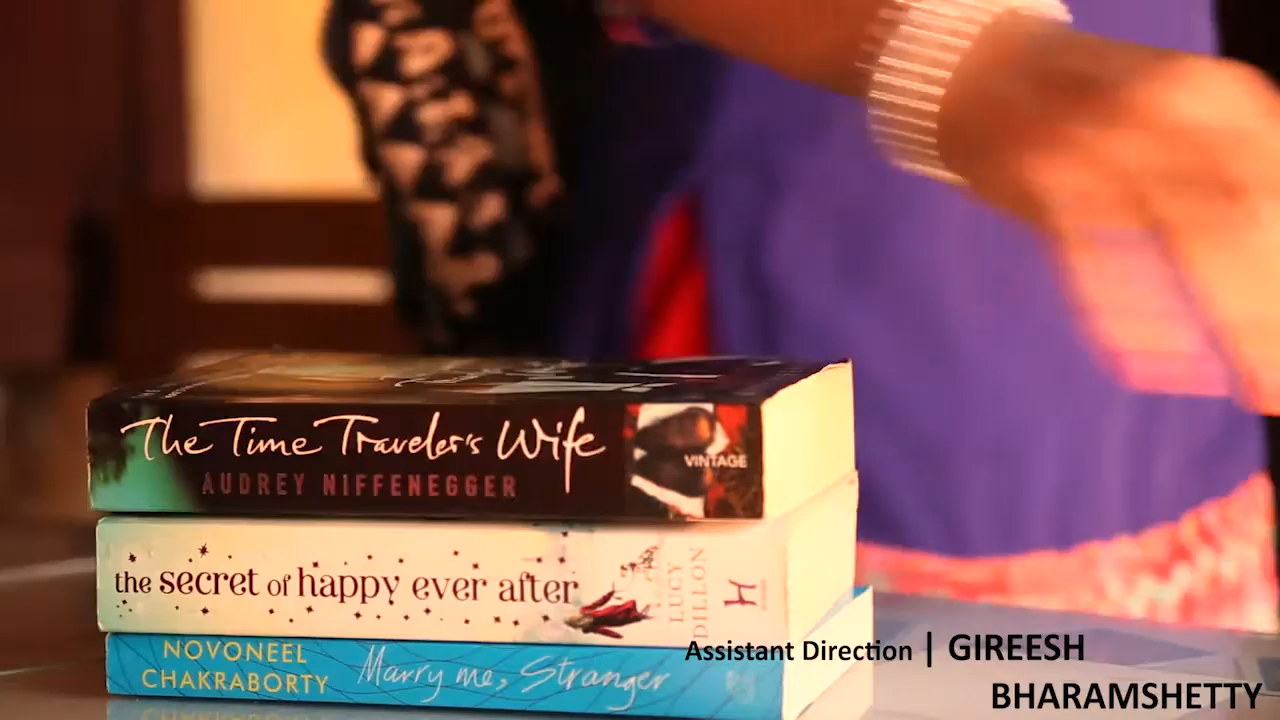 The Time Traveler's Wife
AUDREY NIFFENEGGER
VINTAGE
the secret of happy ever after
LUCY
DILLON
H
NOVONEEL
CHAKRABORTY
Marry me, Stranger
Assistant Direction | GIREESH
BHARAMSHETTY